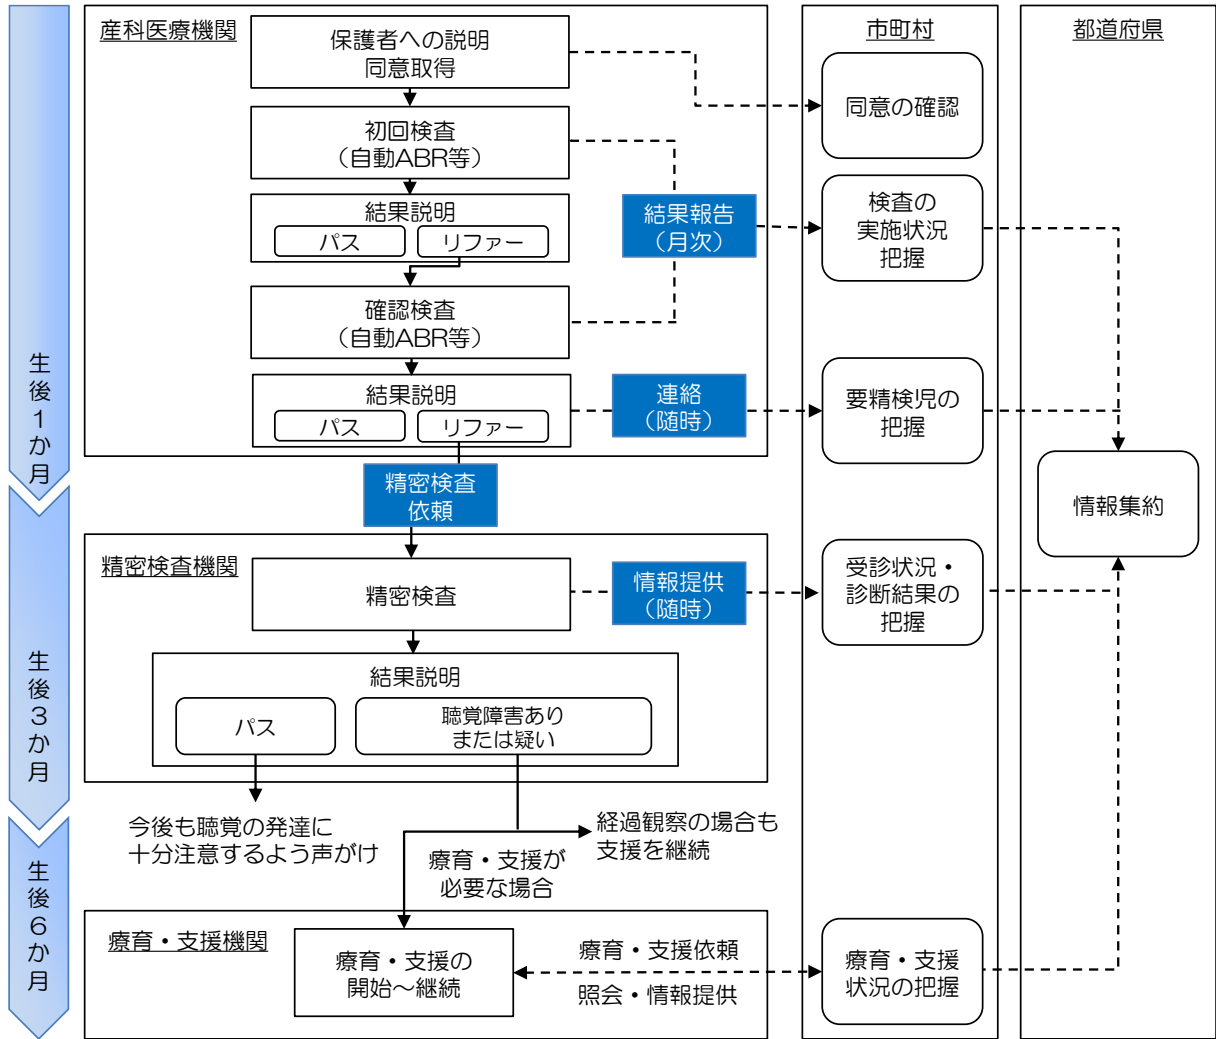 産科医療機関
保護者への説明
同意取得
初回検査
（自動ABR等）
結果説明
パス
リファー
確認検査
（自動ABR等）
結果説明
パス
リファー
結果報告
（月次）
連絡
（随時）
精密検査
依頼
市町村
同意の確認
検査の
実施状況
把握
要精検児の
把握
都道府県
情報集約
生後1か月
精密検査機関
精密検査
情報提供
（随時）
受診状況・
診断結果の
把握
結果説明
パス
聴覚障害あり
または疑い
生後3か月
今後も聴覚の発達に
十分注意するよう声がけ
経過観察の場合も
支援を継続
療育・支援が
必要な場合
生後6か月
療育・支援機関
療育・支援の
開始～継続
療育・支援依頼
照会・情報提供
療育・支援
状況の把握